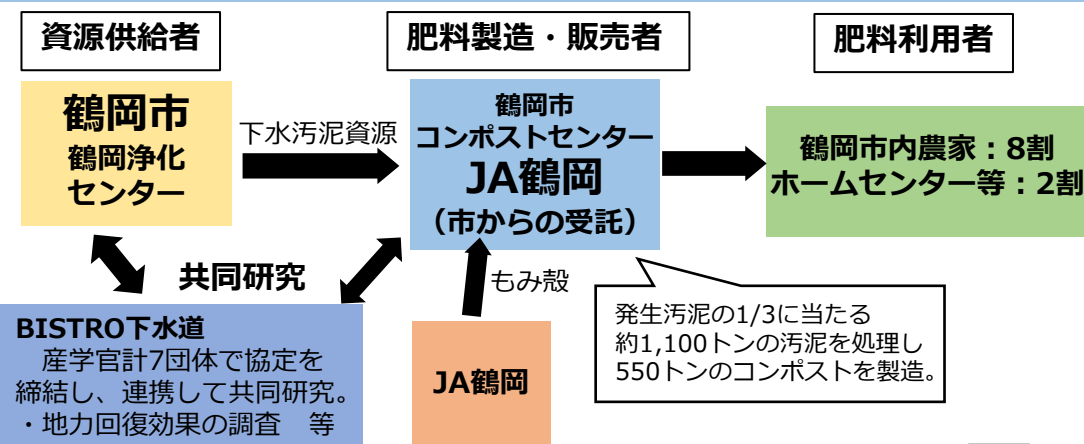 資源供給者
肥料製造・販売者
肥料利用者
鶴岡市
鶴岡浄化
センター
下水汚泥資源
鶴岡市
コンポストセンター
JA鶴岡
（市からの受託）
鶴岡市内農家：8割
ホームセンター等：2割
共同研究
もみ殻
BISTRO下水道
産学官計7団体で協定を
締結し、連携して共同研究。
・地力回復効果の調査　等
JA鶴岡
発生汚泥の1/3に当たる
約1,100トンの汚泥を処理し
550トンのコンポストを製造。